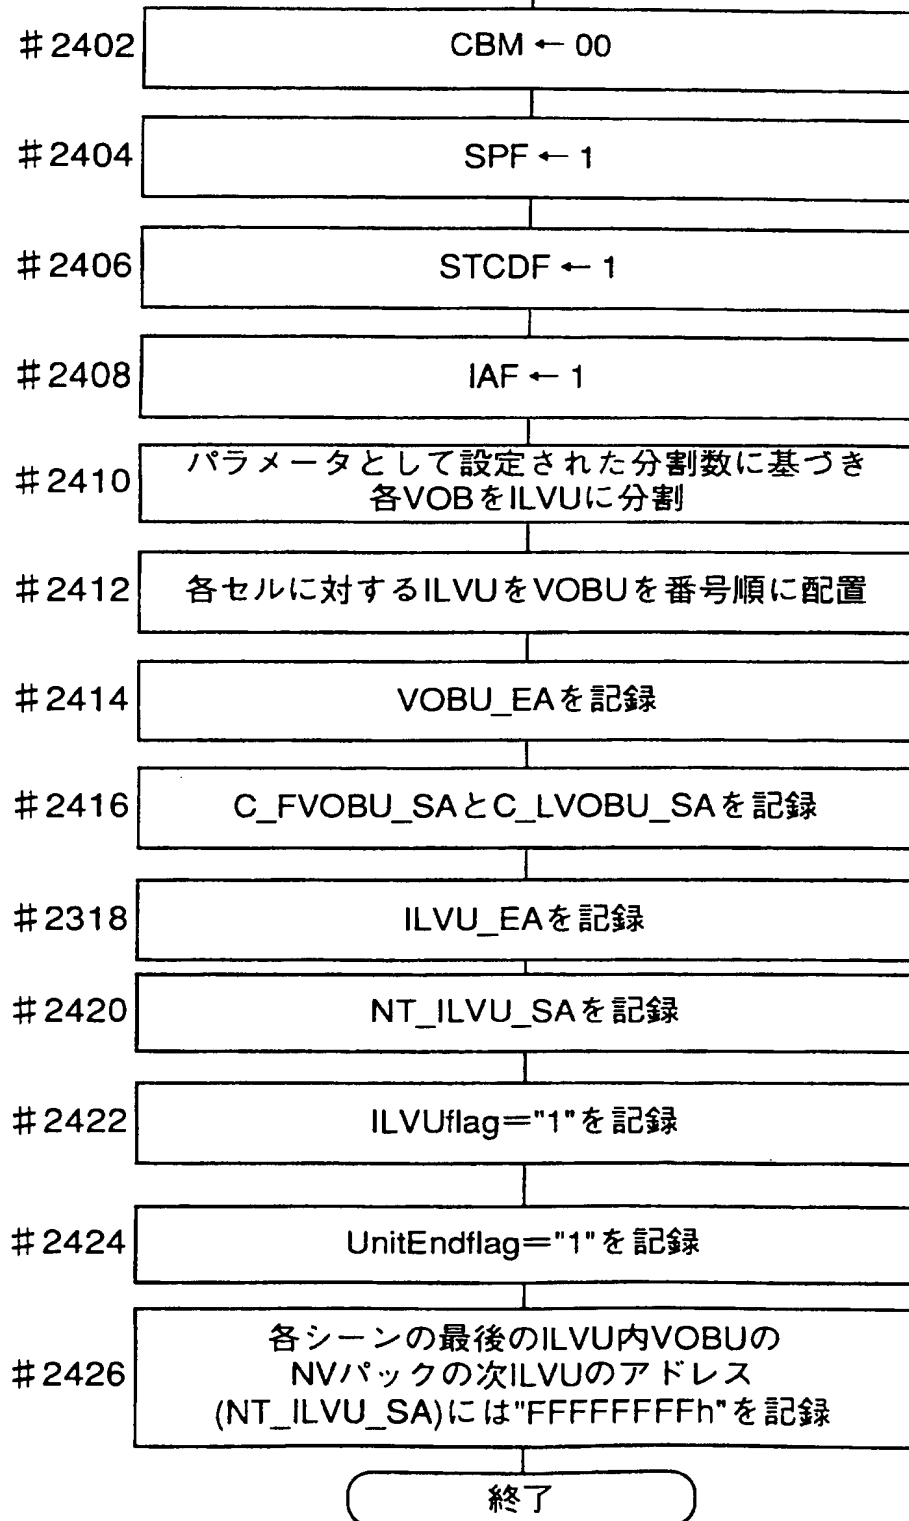 #2402 CBM ← 00
#2404 SPF ← 1
#2406 STCDF ← 1
#2408 IAF ← 1
#2410 パラメータとして設定された分割数に基づき
各VOBをILVUに分割
#2412 各セルに対するILVUをVOBUを番号順に配置
#2414 VOBU_EAを記録
#2416 C_FVOBU_SAとC_LVOBU_SAを記録
#2318 ILVU_EAを記録
#2420 NT_ILVU_SAを記録
#2422 ILVUflag="1"を記録
#2424 UnitEndflag="1"を記録
#2426 各シーンの最後のILVU内VOBUの
NVパックの次ILVUのアドレス
(NT_ILVU_SA)には"FFFFFFFFh"を記録
終了